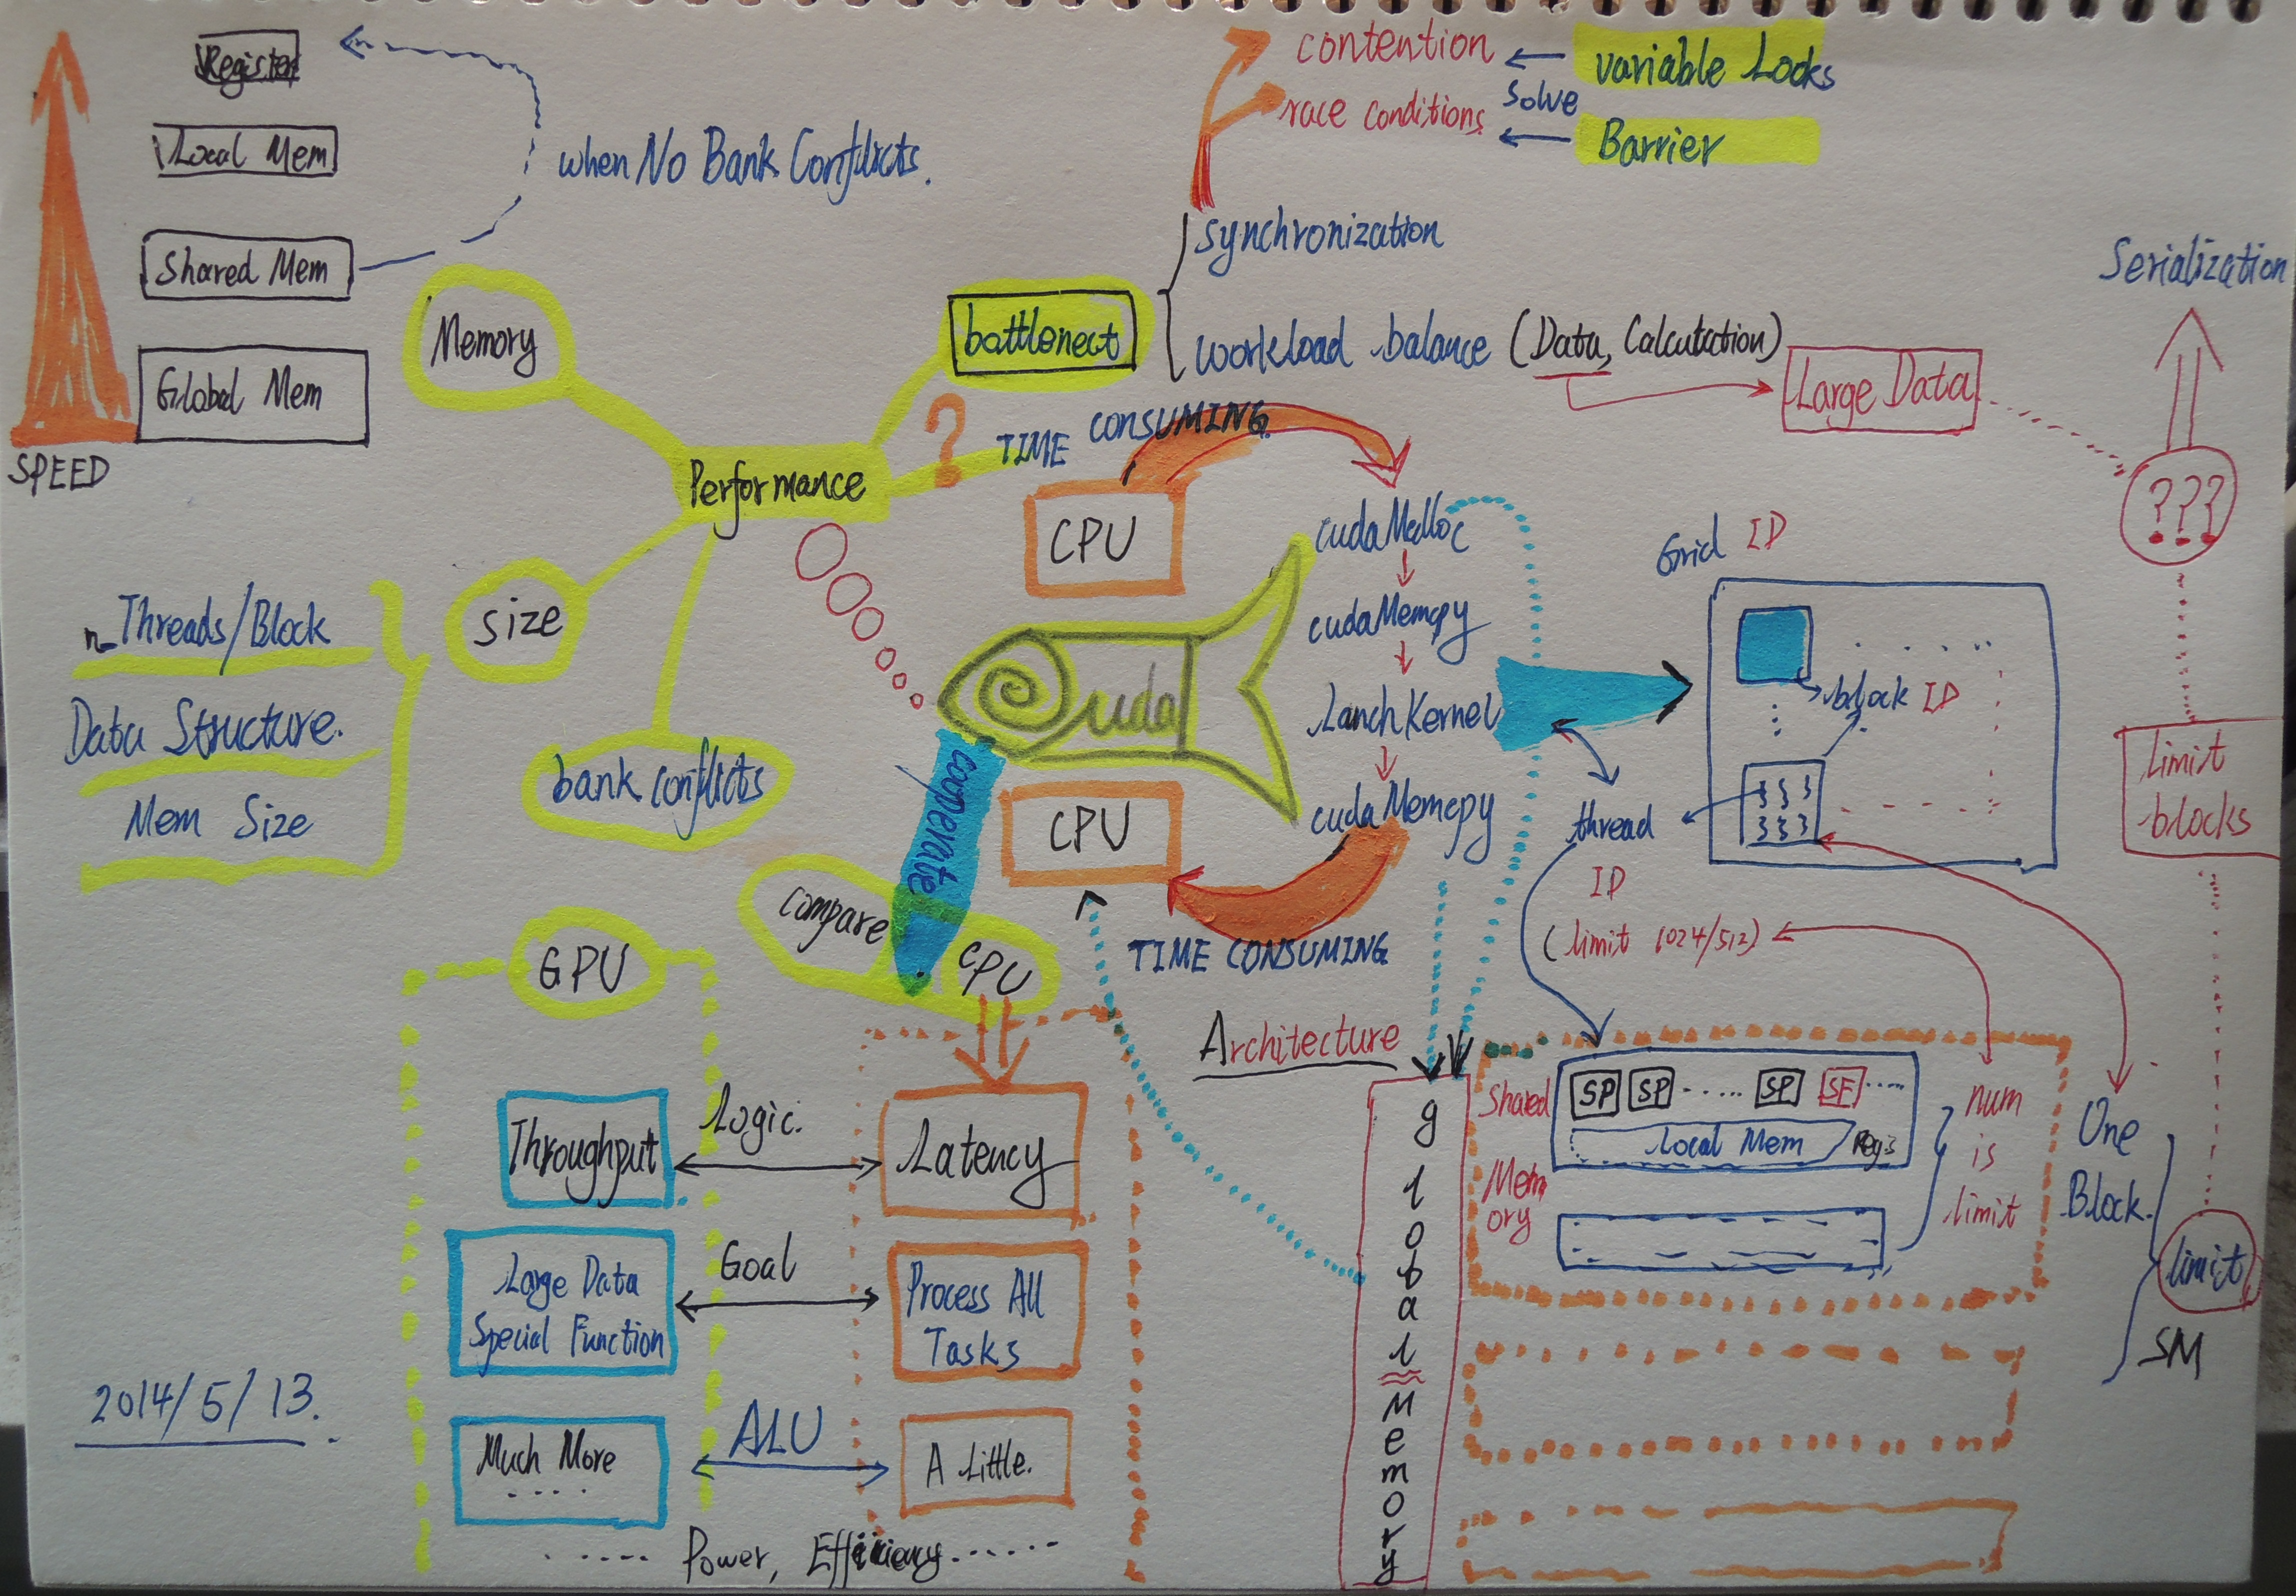 Register
Local Mem
Shared Mem
Global Mem
SPEED
when No Bank Conflicts.
contention
race conditions
solve
variable Locks
Barrier
synchronization
workload balance (Data, Calculation)
Large Data
Serialization
???
limit
blocks
Memory
bottlenect
Performance
?
TIME CONSUMING
CPU
size
n_Threads/Block
Data Structure.
Mem Size
bank conflicts
Cuda
cudaMalloc
cudaMemcpy
LanchKernel
cudaMemcpy
CPU
TIME CONSUMING
Grid ID
block ID
thread
ID
(limit 1024/512)
cooperate
compare
CPU
GPU
Throughput
Logic.
Latency
Large Data
Special Function
Goal
Process All
Tasks
Much More
....
ALU
A Little.
...... Power, Efficiency......
2014/5/13.
Architecture
global Memory
Shared
Memory
SP SP ...... SP SF .....
Local Mem
Regs
num
is
limit
One
Block.
limit
SM